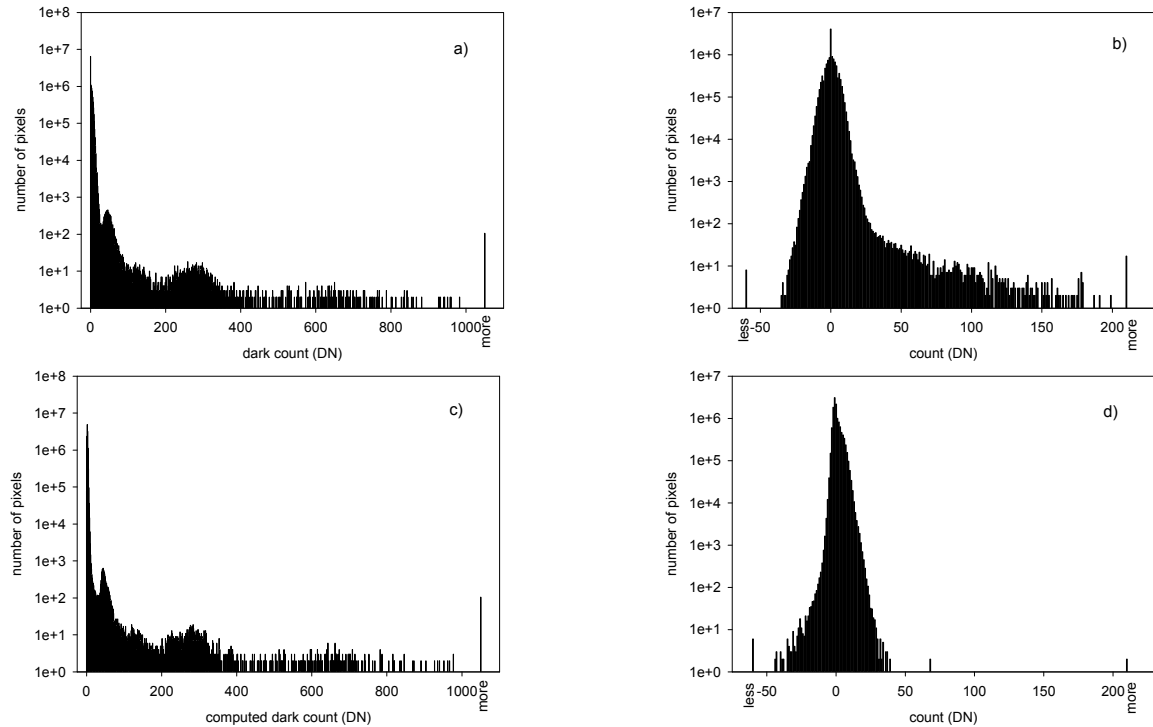 1e+8
1e+7
1e+6
1e+5
1e+4
1e+3
1e+2
1e+1
1e+0
number of pixels
a)
0 200 400 600 800 1000 more
dark count (DN)
1e+7
1e+6
1e+5
1e+4
1e+3
1e+2
1e+1
1e+0
number of pixels
b)
less -50 0 50 100 150 200 more
count (DN)
1e+8
1e+7
1e+6
1e+5
1e+4
1e+3
1e+2
1e+1
1e+0
number of pixels
c)
0 200 400 600 800 1000 more
computed dark count (DN)
1e+7
1e+6
1e+5
1e+4
1e+3
1e+2
1e+1
1e+0
number of pixels
d)
less -50 0 50 100 150 200 more
count (DN)